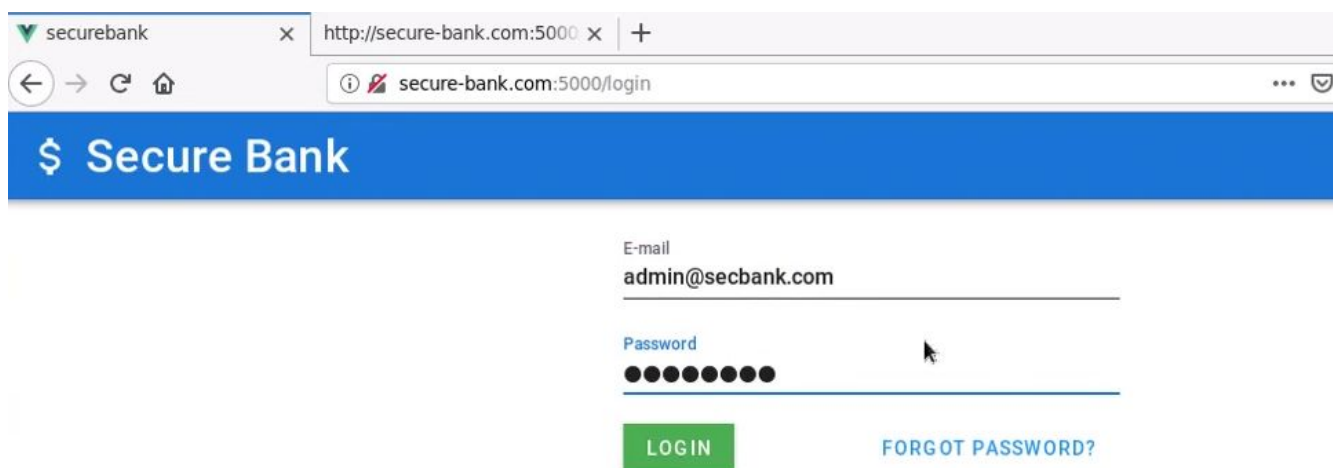 securebank
http://secure-bank.com:5000
secure-bank.com:5000/login
$ Secure Bank
E-mail
admin@secbank.com
Password
LOGIN
FORGOT PASSWORD?